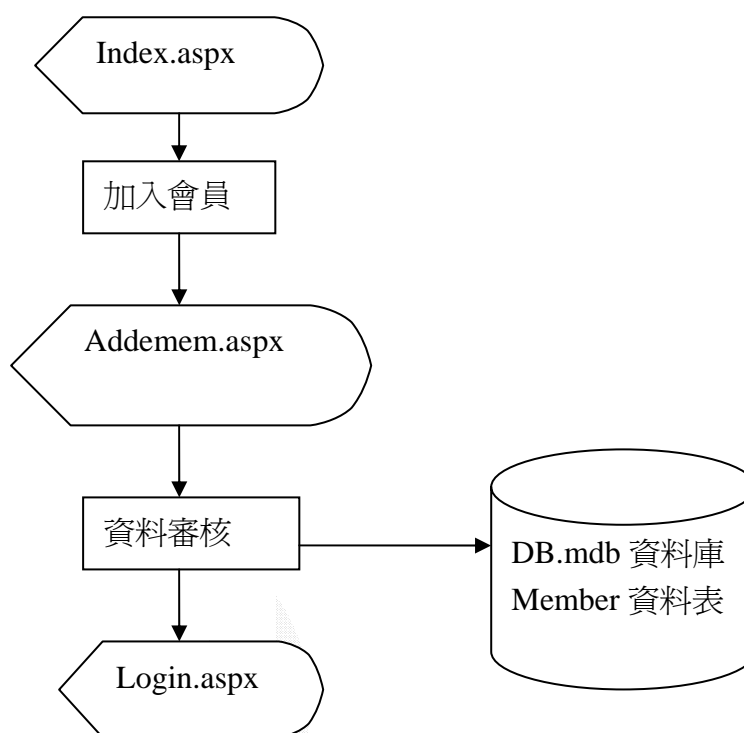 Index.aspx
加入會員
Addemem.aspx
資料審核
DB.mdb 資料庫
Member 資料表
Login.aspx